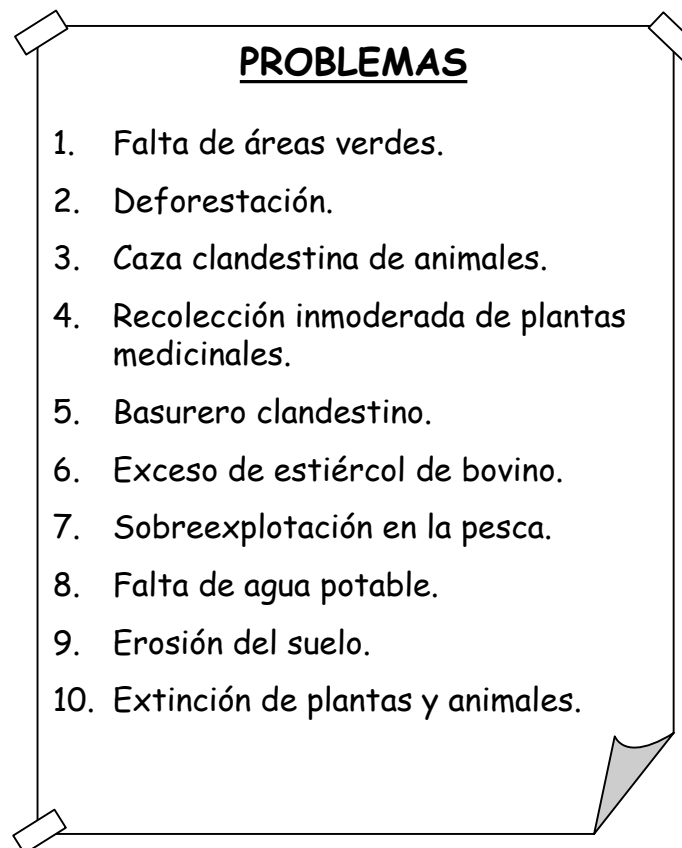 PROBLEMAS
1. Falta de áreas verdes.
2. Deforestación.
3. Caza clandestina de animales.
4. Recolección inmoderada de plantas
medicinales.
5. Basurero clandestino.
6. Exceso de estiércol de bovino.
7. Sobreexplotación en la pesca.
8. Falta de agua potable.
9. Erosión del suelo.
10. Extinción de plantas y animales.